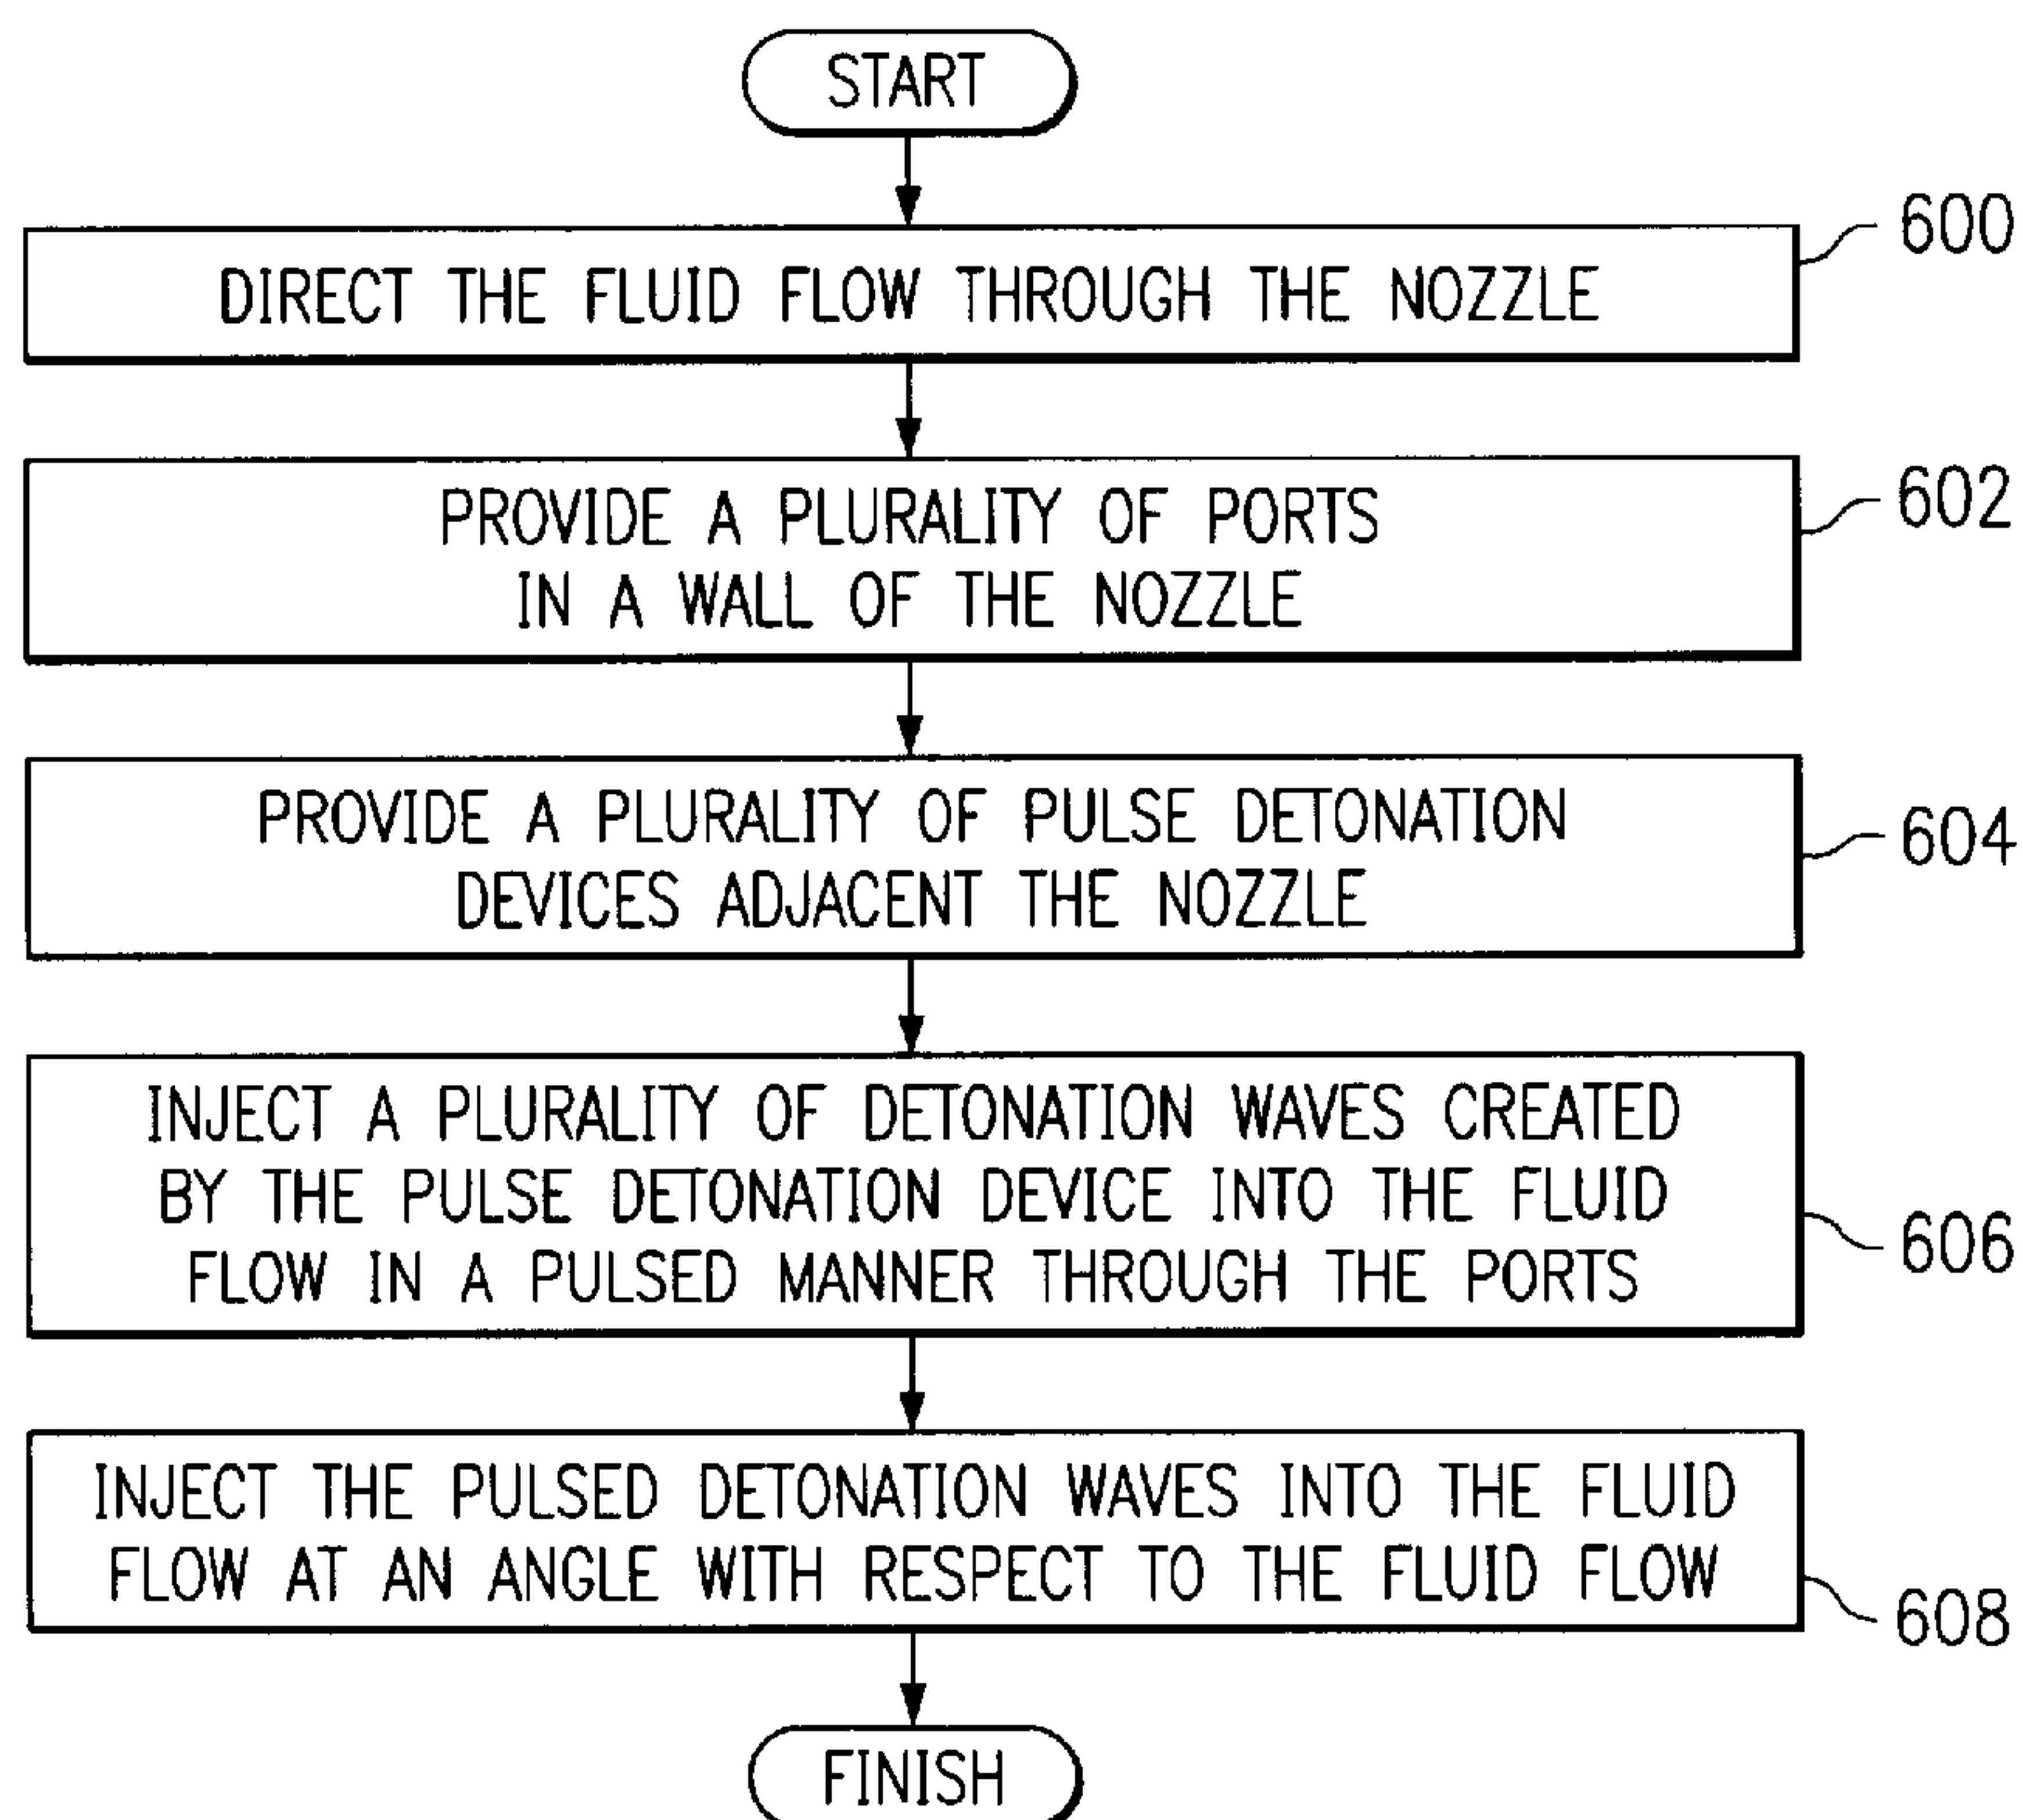 START
DIRECT THE FLUID FLOW THROUGH THE NOZZLE
600
PROVIDE A PLURALITY OF PORTS
IN A WALL OF THE NOZZLE
602
PROVIDE A PLURALITY OF PULSE DETONATION
DEVICES ADJACENT THE NOZZLE
604
INJECT A PLURALITY OF DETONATION WAVES CREATED
BY THE PULSE DETONATION DEVICE INTO THE FLUID
FLOW IN A PULSED MANNER THROUGH THE PORTS
606
INJECT THE PULSED DETONATION WAVES INTO THE FLUID
FLOW AT AN ANGLE WITH RESPECT TO THE FLUID FLOW
608
FINISH